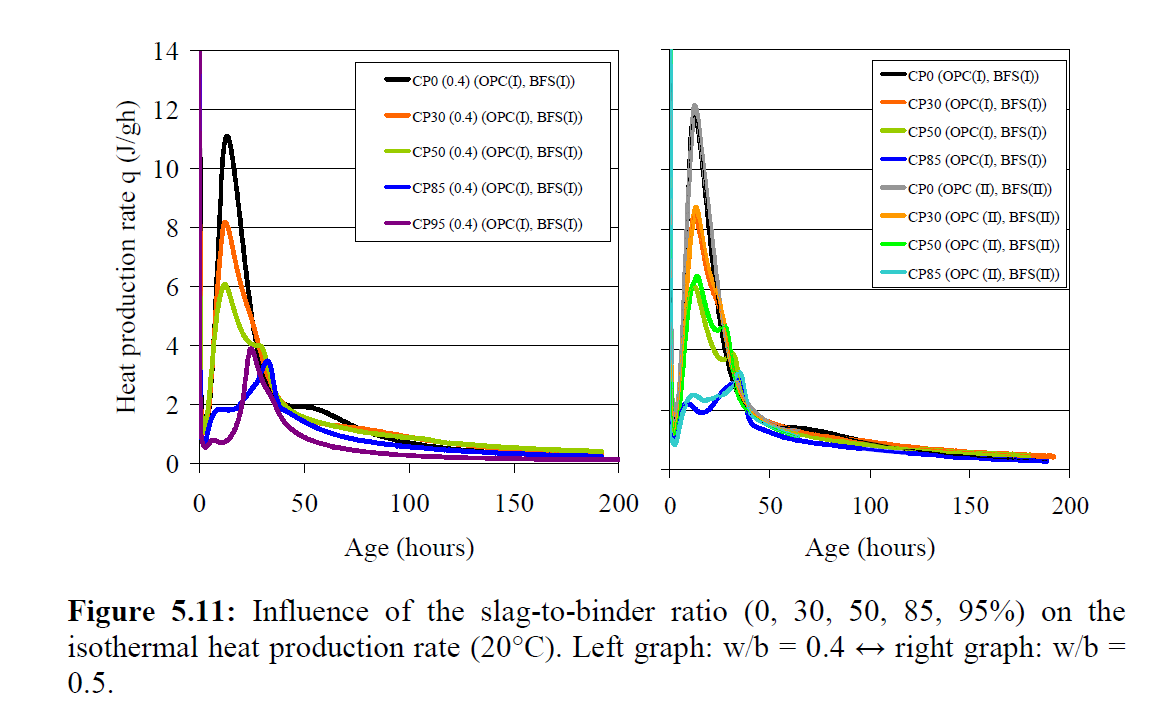 Heat production rate q (J/gh)
14
12
10
8
6
4
2
0
0 50 100 150 200
Age (hours)
CP0 (0.4) (OPC(I), BFS(I))
CP30 (0.4) (OPC(I), BFS(I))
CP50 (0.4) (OPC(I), BFS(I))
CP85 (0.4) (OPC(I), BFS(I))
CP95 (0.4) (OPC(I), BFS(I))
CP0 (OPC(I), BFS(I))
CP30 (OPC(I), BFS(I))
CP50 (OPC(I), BFS(I))
CP85 (OPC(I), BFS(I))
CP0 (OPC (II), BFS(II))
CP30 (OPC (II), BFS(II))
CP50 (OPC (II), BFS(II))
CP85 (OPC (II), BFS(II))
0 50 100 150 200
Age (hours)
Figure 5.11: Influence of the slag-to-binder ratio (0, 30, 50, 85, 95%) on the
isothermal heat production rate (20°C). Left graph: w/b = 0.4 ↔ right graph: w/b =
0.5.